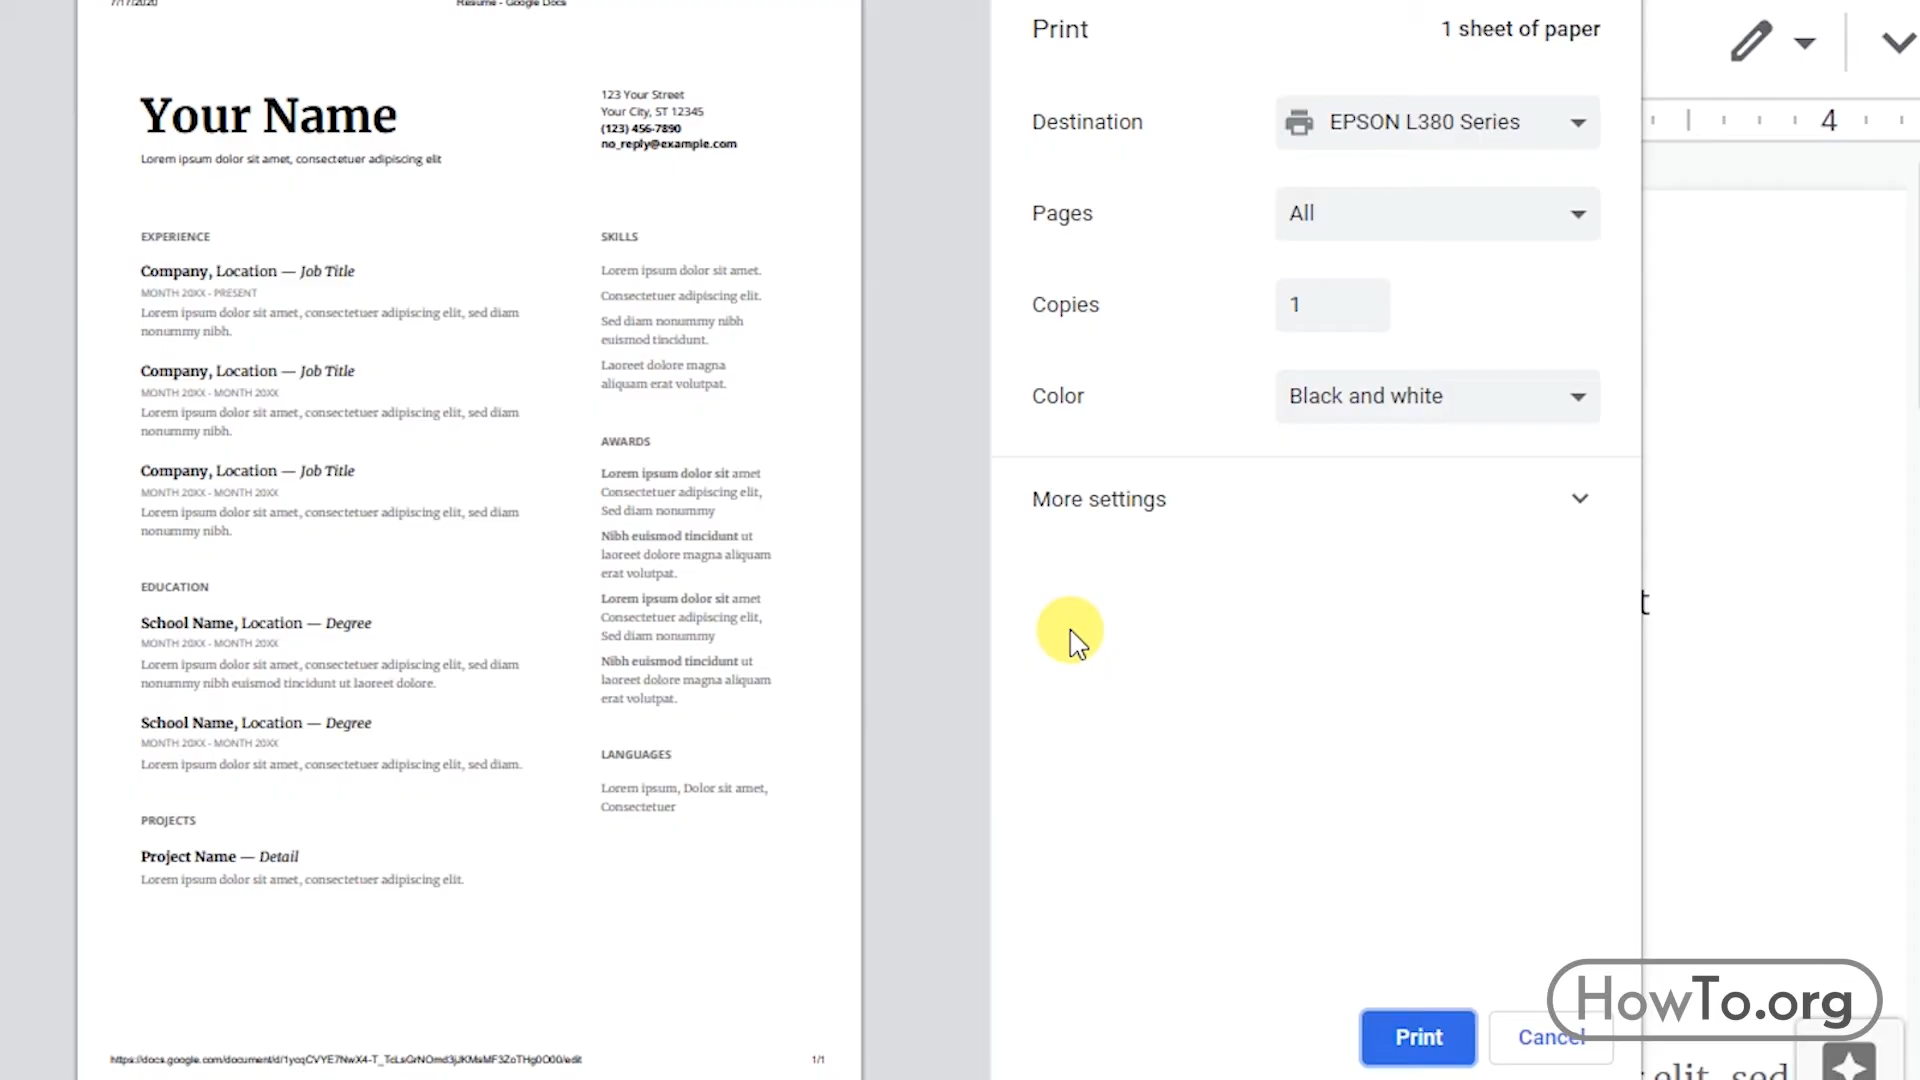 7/17/2020
Resume - Google Docs
Your Name
Lorem ipsum dolor sit amet, consectetuer adipiscing elit
123 Your Street
Your City, ST 12345
(123) 456-7890
no_reply@example.com
EXPERIENCE
Company, Location — Job Title
MONTH 20XX - PRESENT
Lorem ipsum dolor sit amet, consectetuer adipiscing elit, sed diam
nonummy nibh.
Company, Location — Job Title
MONTH 20XX - MONTH 20XX
Lorem ipsum dolor sit amet, consectetuer adipiscing elit, sed diam
nonummy nibh.
Company, Location — Job Title
MONTH 20XX - MONTH 20XX
Lorem ipsum dolor sit amet, consectetuer adipiscing elit, sed diam
nonummy nibh.
EDUCATION
School Name, Location — Degree
MONTH 20XX - MONTH 20XX
Lorem ipsum dolor sit amet, consectetuer adipiscing elit, sed diam
nonummy nibh euismod tincidunt ut laoreet dolore.
School Name, Location — Degree
MONTH 20XX - MONTH 20XX
Lorem ipsum dolor sit amet, consectetuer adipiscing elit, sed diam.
PROJECTS
Project Name — Detail
Lorem ipsum dolor sit amet, consectetuer adipiscing elit.
SKILLS
Lorem ipsum dolor sit amet.
Consectetuer adipiscing elit.
Sed diam nonummy nibh
euismod tincidunt.
Laoreet dolore magna
aliquam erat volutpat.
AWARDS
Lorem ipsum dolor sit amet
Consectetuer adipiscing elit,
Sed diam nonummy
Nibh euismod tincidunt ut
laoreet dolore magna aliquam
erat volutpat.
Lorem ipsum dolor sit amet
Consectetuer adipiscing elit,
Sed diam nonummy
Nibh euismod tincidunt ut
laoreet dolore magna aliquam
erat volutpat.
LANGUAGES
Lorem ipsum, Dolor sit amet,
Consectetuer
1/1
Print
1 sheet of paper
Destination
EPSON L380 Series
Pages
All
Copies
1
Color
Black and white
More settings
Print
Cancel
4
t
elit, sed
HowTo.org